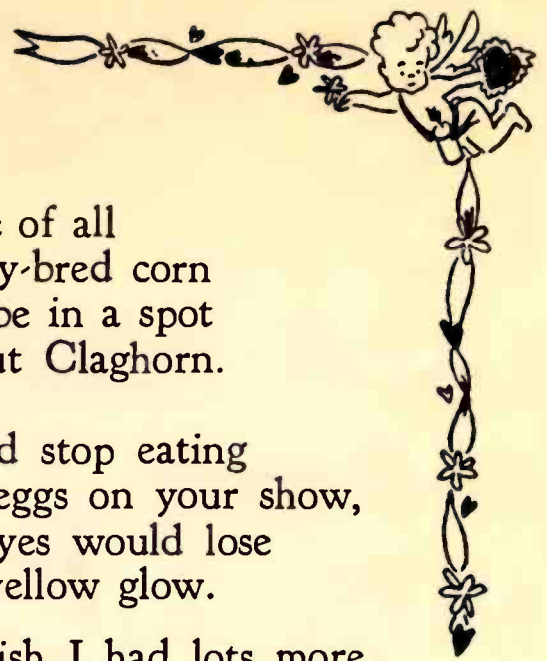 of all
y-bred corn
be in a spot
Claghorn.
d stop eating
eggs on your show,
yes would lose
yellow glow.
ish I had lots more